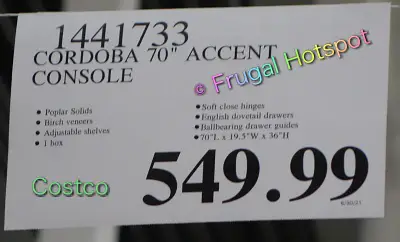 1441733
CORDOBA 70" ACCENT
CONSOLE
© Frugal Hotspot
• Poplar Solids
• Birch veneers
• Adjustable shelves
• 1 box
• Soft close hinges
• English dovetail drawers
• Ballbearing drawer guides
• 70"L x 19.5"W x 36"H
Costco
549.99